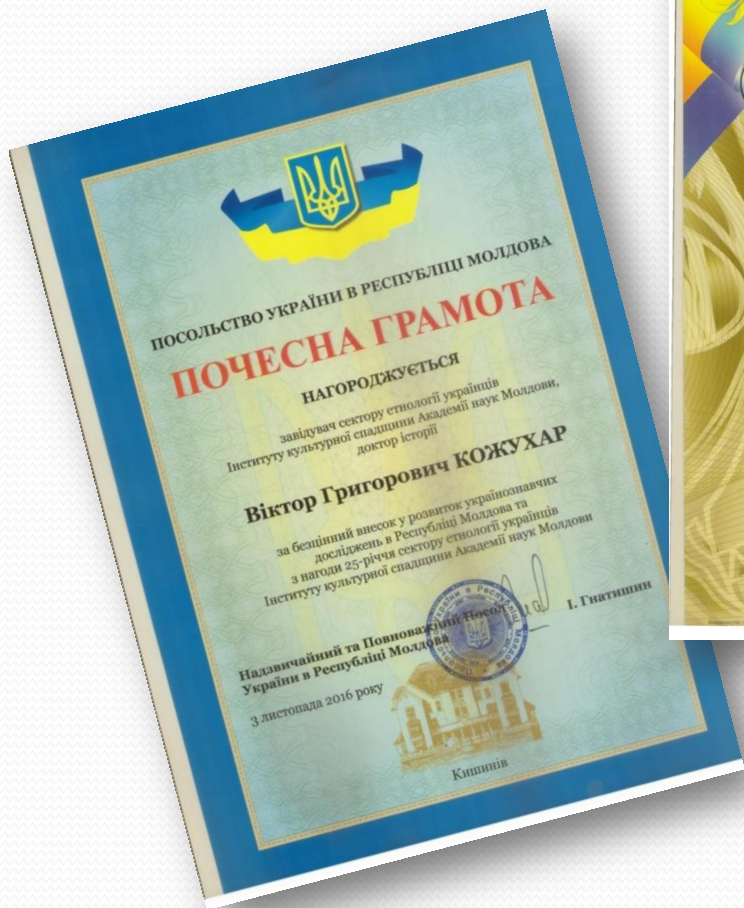 ПОСОЛЬСТВО УКРАЇНИ В РЕСПУБЛІЦІ МОЛДОВА
ПОЧЕСНА ГРАМОТА
НАГОРОДЖУЄТЬСЯ
завідувач сектору етнології українців
Інституту культурної спадщини Академії наук Молдови,
доктор історії
Віктор Григорович КОЖУХАР
за безцінний внесок у розвиток українознавчих
досліджень в Республіці Молдова та
з нагоди 25-річчя сектору етнології українців
Інституту культурної спадщини Академії наук Молдови
Надзвичайний та Повноважний Посол
України в Республіці Молдова
І. Гнатишин
3 листопада 2016 року
Кишинів